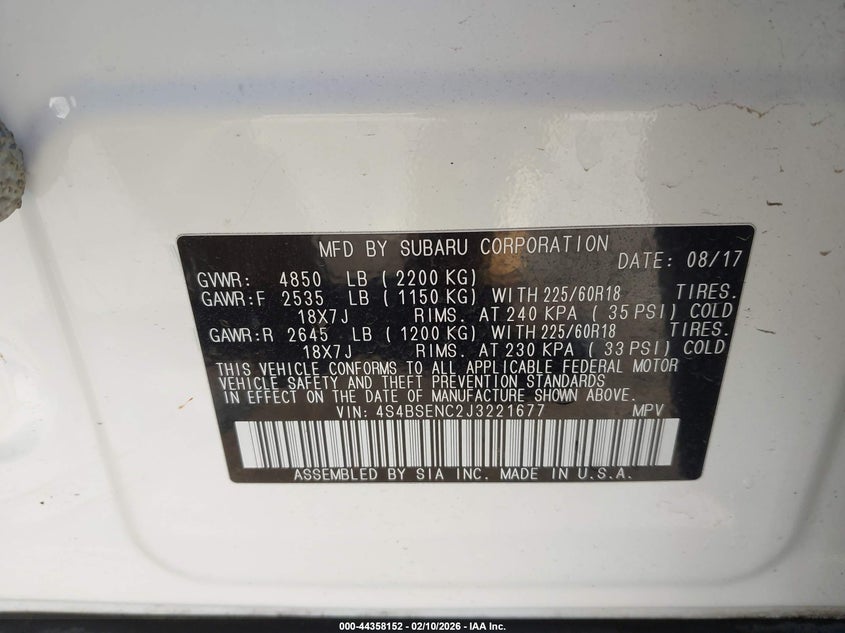 MFD BY SUBARU CORPORATION
DATE: 08/17
GVWR: 4850 LB (2200 KG)
GAWR:F 2535 LB (1150 KG) WITH 225/60R18 TIRES.
18X7J RIMS. AT 240 KPA (35 PSI) COLD
GAWR:R 2645 LB (1200 KG) WITH 225/60R18 TIRES.
18X7J RIMS. AT 230 KPA (33 PSI) COLD
THIS VEHICLE CONFORMS TO ALL APPLICABLE FEDERAL MOTOR
VEHICLE SAFETY AND THEFT PREVENTION STANDARDS
IN EFFECT ON THE DATE OF MANUFACTURE SHOWN ABOVE.
VIN: 4S4BSENC2J3221677 MPV
ASSEMBLED BY SIA INC. MADE IN U.S.A.
000-44358152 - 02/10/2026 - IAA Inc.